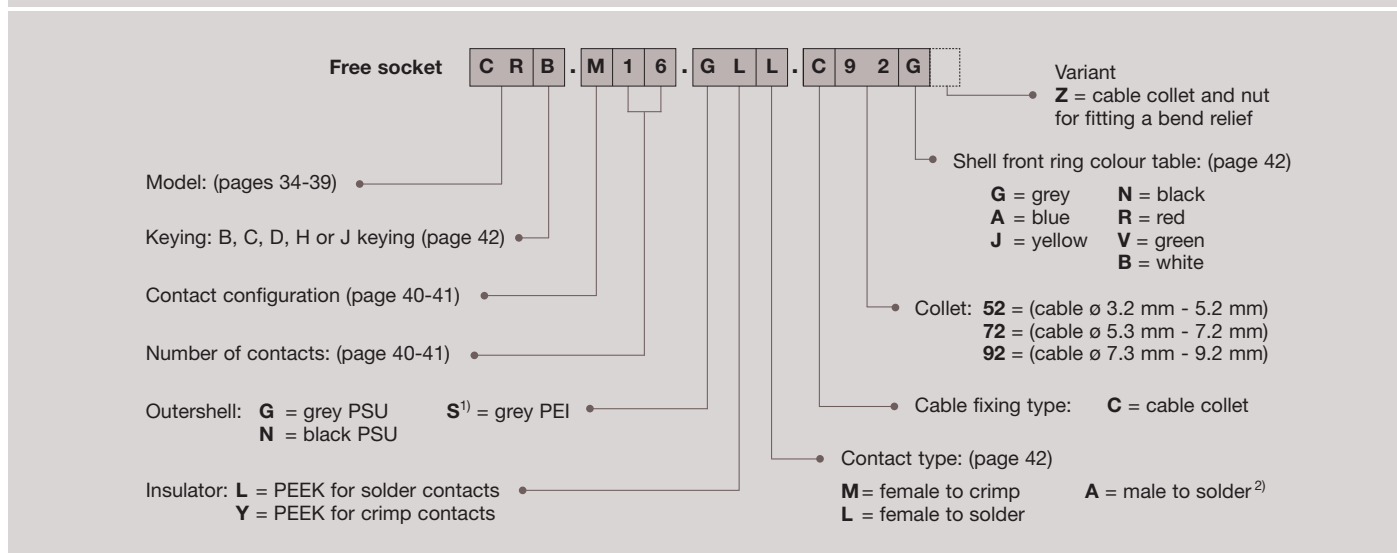 Free socket C R B . M 1 6 . G L L . C 9 2 G
Variant
Z = cable collet and nut
for fitting a bend relief
Shell front ring colour table: (page 42)
G = grey N = black
A = blue R = red
J = yellow V = green
B = white
Model: (pages 34-39)
Keying: B, C, D, H or J keying (page 42)
Contact configuration (page 40-41)
Number of contacts: (page 40-41)
Collet: 52 = (cable ø 3.2 mm - 5.2 mm)
72 = (cable ø 5.3 mm - 7.2 mm)
92 = (cable ø 7.3 mm - 9.2 mm)
Outershell: G = grey PSU S1) = grey PEI
N = black PSU
Cable fixing type: C = cable collet
Insulator: L = PEEK for solder contacts
Y = PEEK for crimp contacts
Contact type: (page 42)
M = female to crimp A = male to solder 2)
L = female to solder